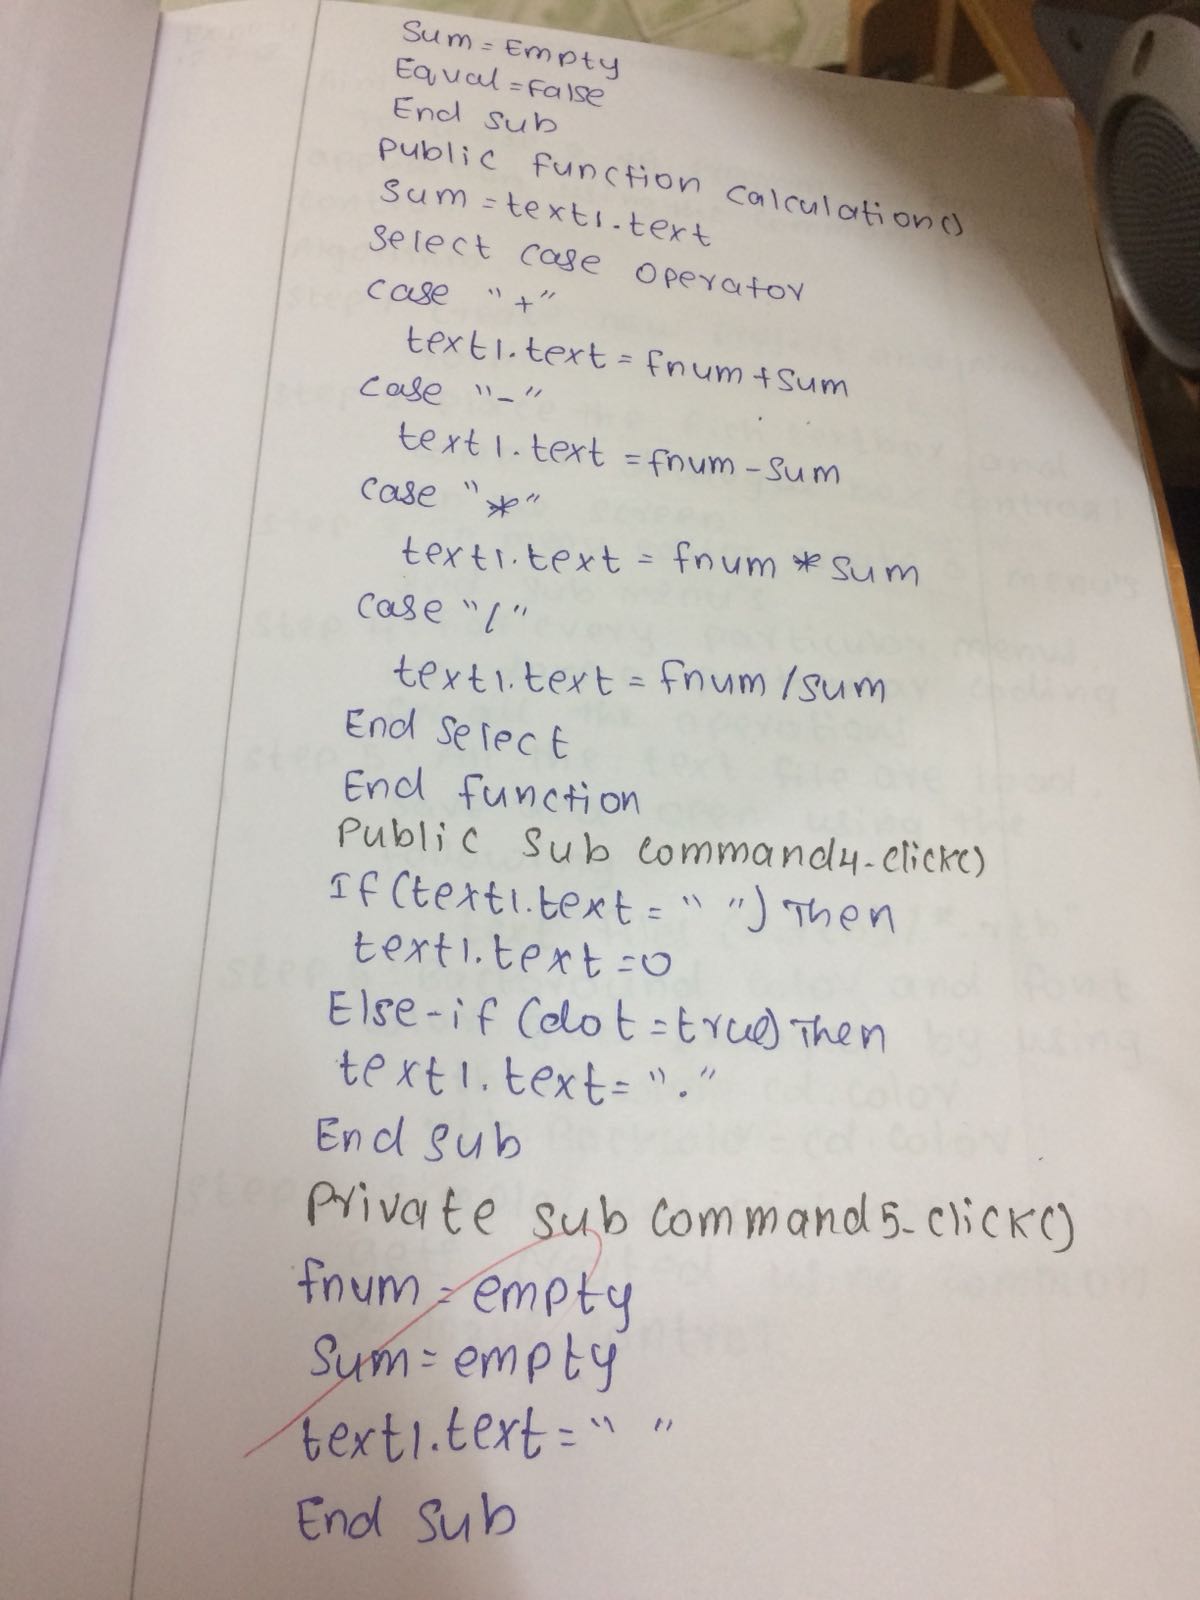 Sum = Empty
Equal = False
End sub
Public function calculation()
Sum = text1.text
Select case operator
case "+"
text1.text = fnum + sum
case "-"
text1.text = fnum - sum
case "*"
text1.text = fnum * sum
case "/"
text1.text = fnum / sum
End select
End function
Public Sub command4-click()
If (text1.text = " ") Then
text1.text = 0
Else-if (dot = true) Then
text1.text = "."
End sub
Private sub command5-click()
fnum = empty
Sum = empty
text1.text = " "
End sub